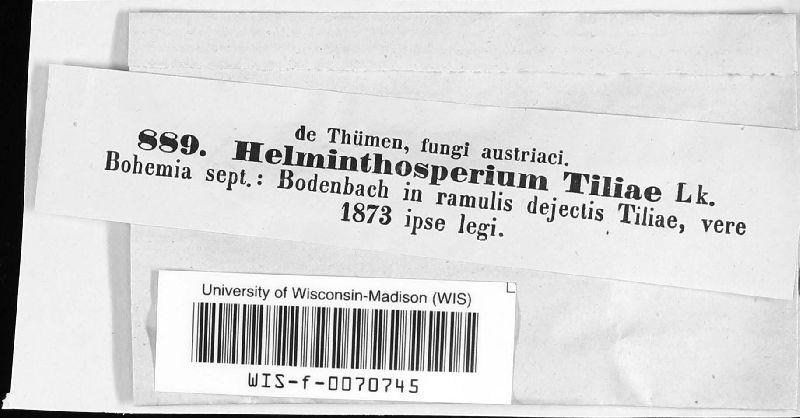 de Thümen, fungi austriaci.
889. Helminthosperium Tiliae Lk.
Bohemia sept.: Bodenbach in ramulis dejectis Tiliae, vere
1873 ipse legi.
University of Wisconsin-Madison (WIS)
WIS-f-0070745